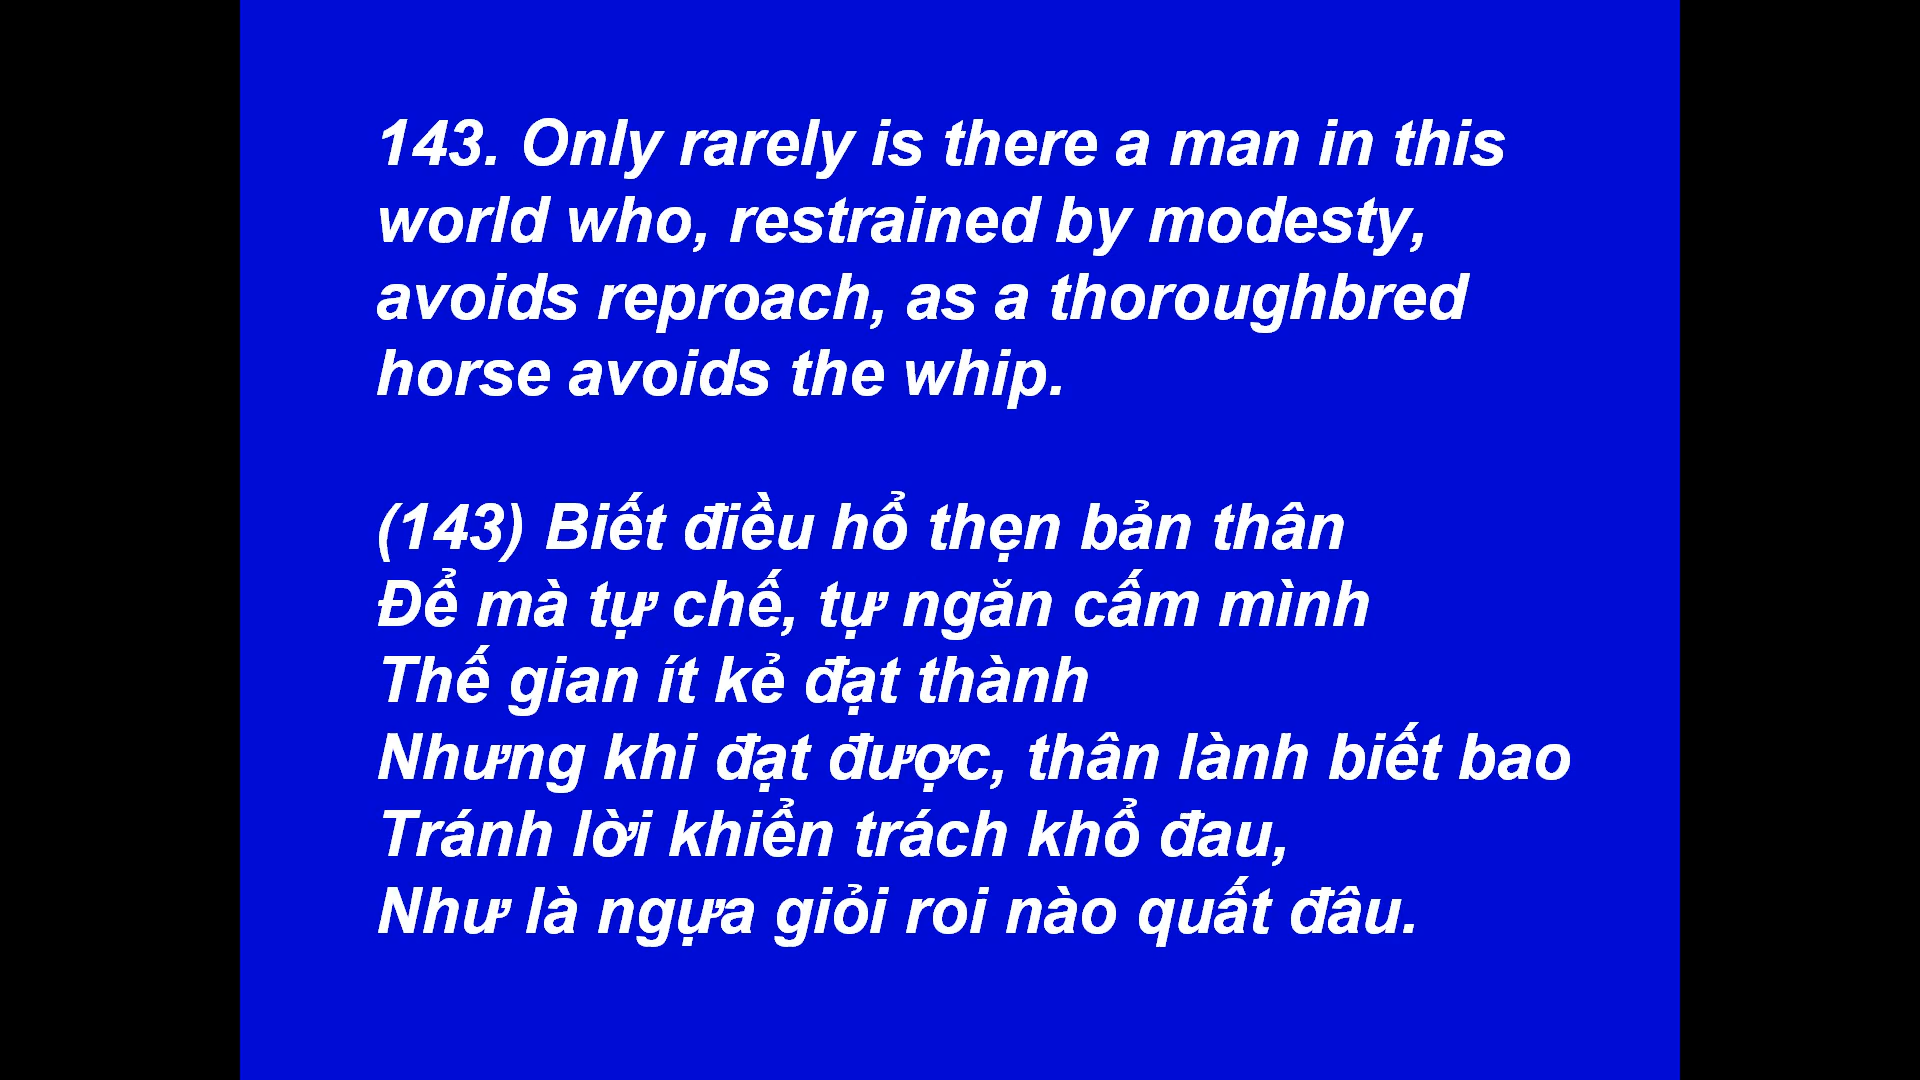 143. Only rarely is there a man in this
world who, restrained by modesty,
avoids reproach, as a thoroughbred
horse avoids the whip.
(143) Biết điều hổ thẹn bản thân
Để mà tự chế, tự ngăn cấm mình
Thế gian ít kẻ đạt thành
Nhưng khi đạt được, thân lành biết bao
Tránh lời khiển trách khổ đau,
Như là ngựa giỏi roi nào quất đâu.